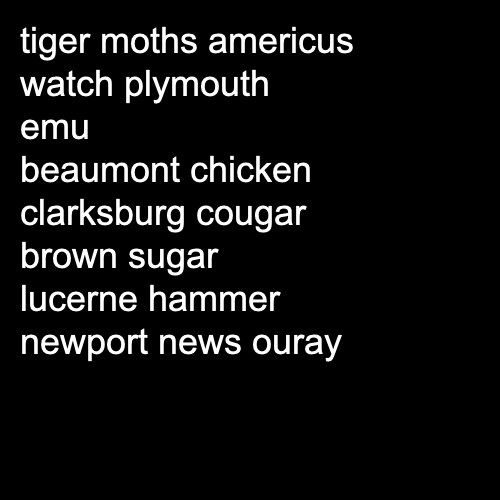 tiger moths americus
watch plymouth
emu
beaumont chicken
clarksburg cougar
brown sugar
lucerne hammer
newport news ouray